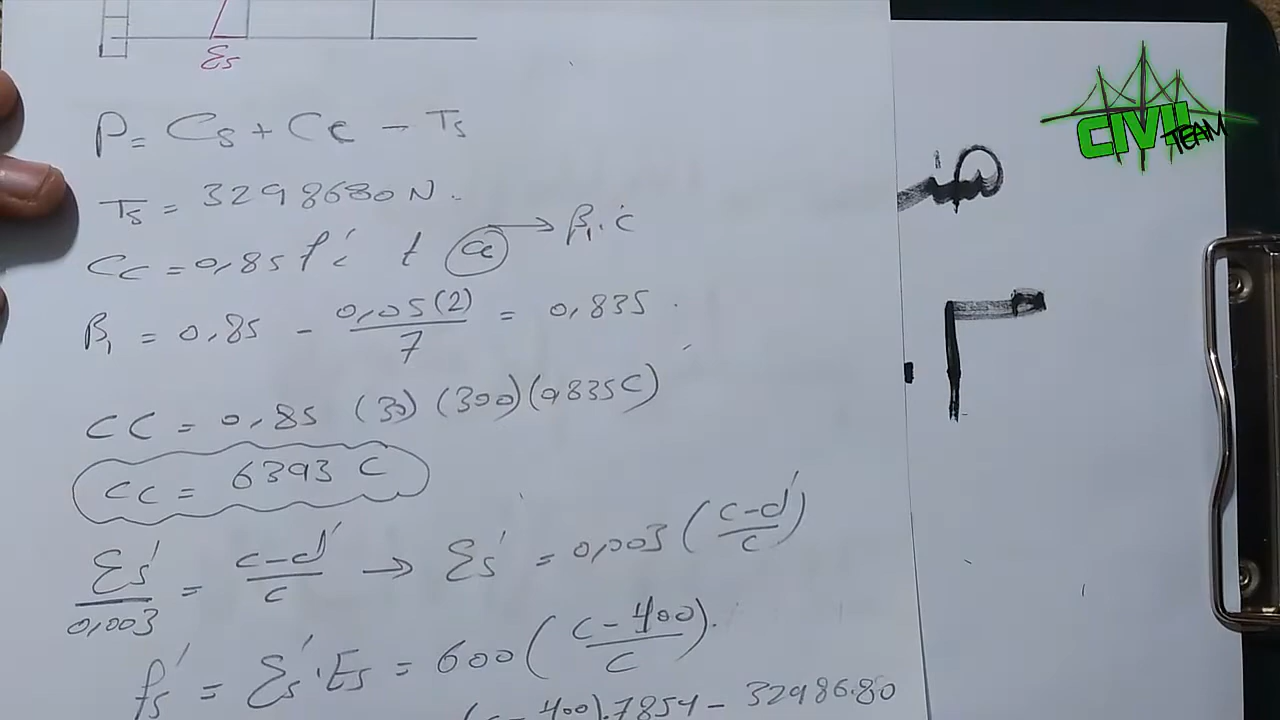 εs
P = Cs + Cc - Ts
Ts = 3298680 N.
Cc = 0,85 f'c t (a) → β1.c
β1 = 0.85 - 0,05(2)/7 = 0,835
CC = 0,85 (30) (300)(0,835C)
CC = 6393 C
εs'/0,003 = c-d'/c → εs' = 0,003 (c-d'/c)
fs' = εs'.Es = 600 (c-400/c).
(c-400).7854 - 32986.80
CIVIL
TEAM